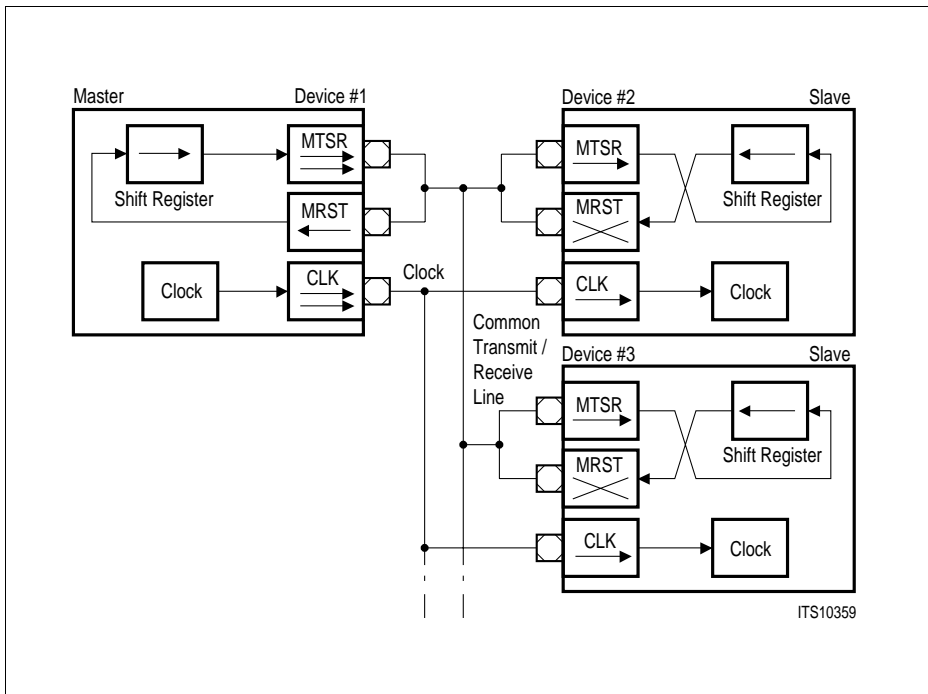 Master Device #1
MTSR
Shift Register
MRST
Clock
CLK
Clock
Common
Transmit /
Receive
Line
Device #2 Slave
MTSR
Shift Register
MRST
CLK
Clock
Device #3 Slave
MTSR
Shift Register
MRST
CLK
Clock
ITS10359